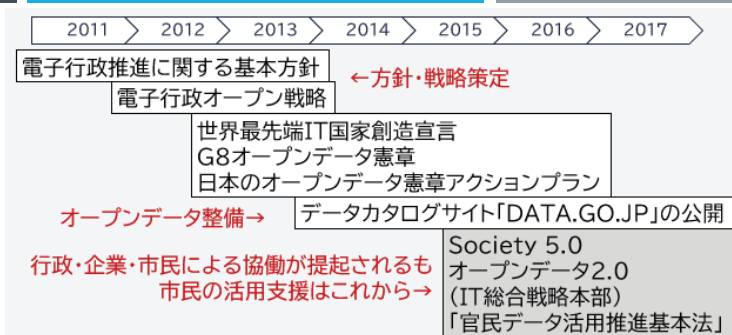 2011 2012 2013 2014 2015 2016 2017
電子行政推進に関する基本方針
←方針・戦略策定
電子行政オープン戦略
世界最先端IT国家創造宣言
G8オープンデータ憲章
日本のオープンデータ憲章アクションプラン
オープンデータ整備→
データカタログサイト「DATA.GO.JP」の公開
行政・企業・市民による協働が提起されるも
市民の活用支援はこれから→
Society 5.0
オープンデータ2.0
(IT総合戦略本部)
「官民データ活用推進基本法」